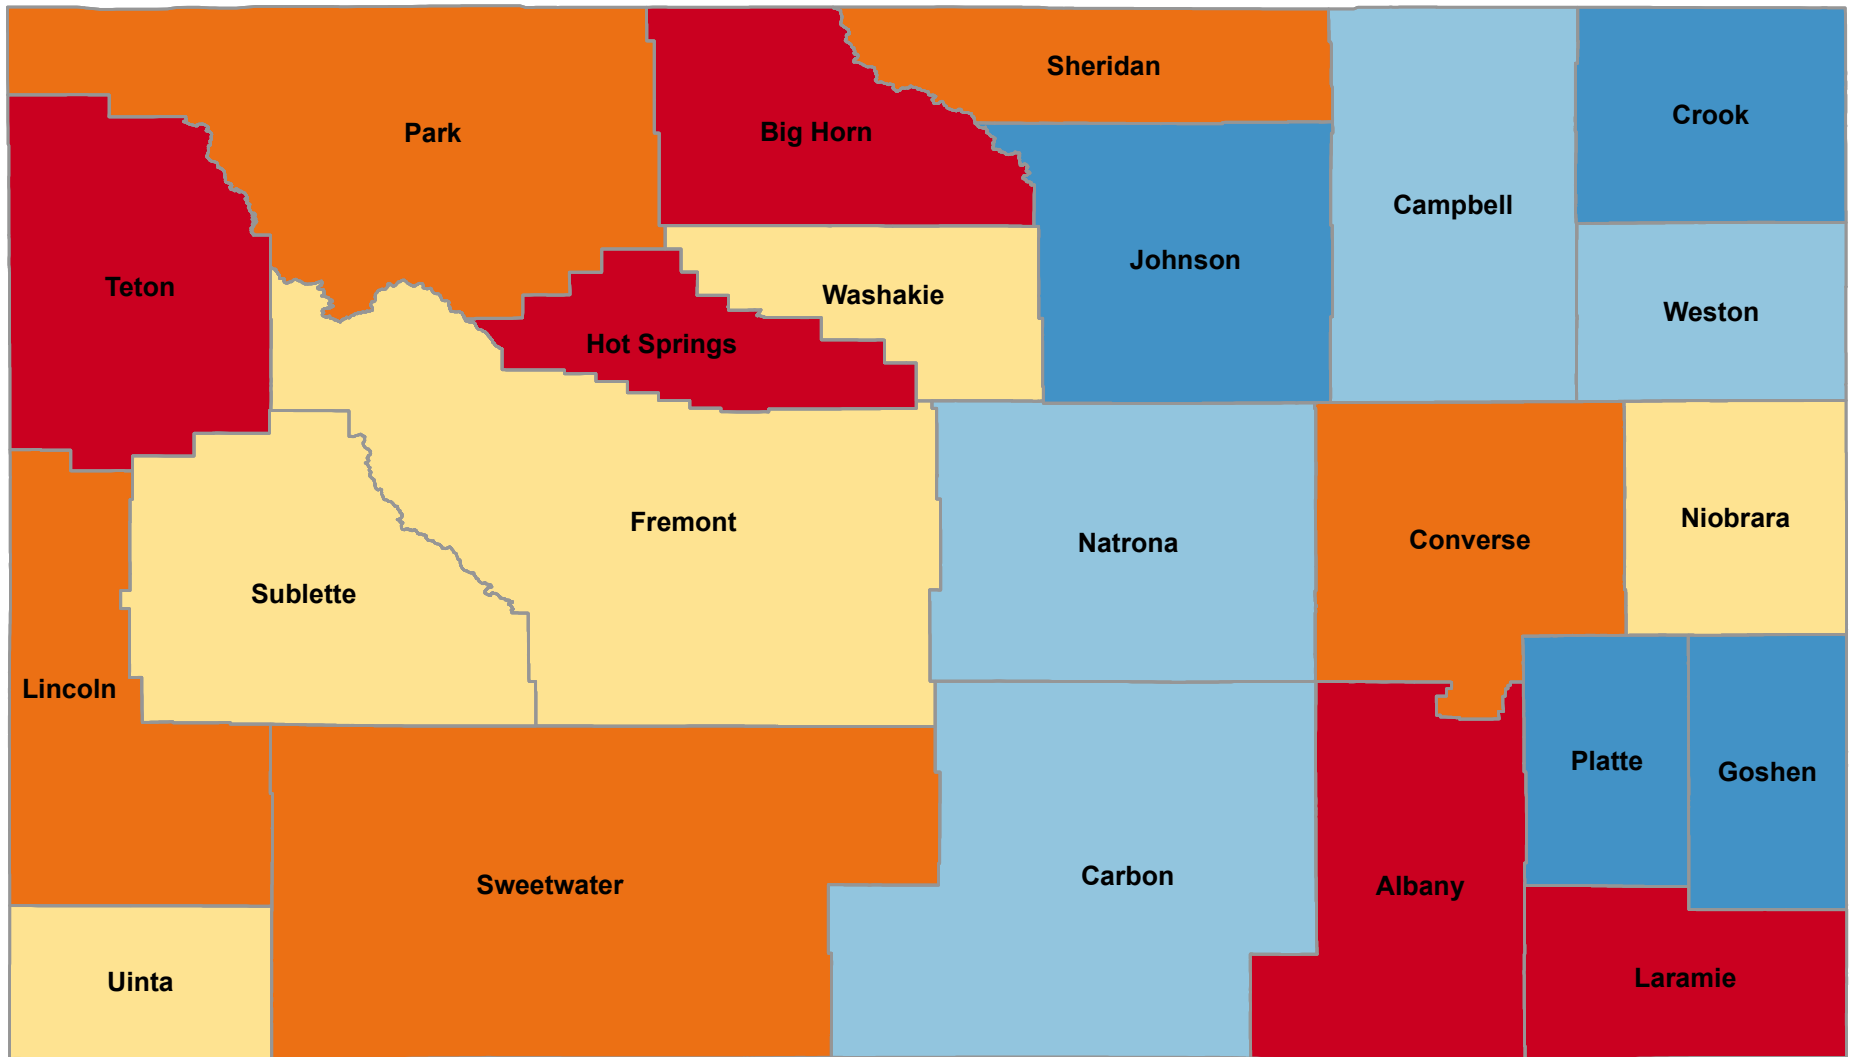 Sheridan
Crook
Park
Big Horn
Campbell
Johnson
Teton
Washakie
Weston
Hot Springs
Niobrara
Fremont
Converse
Natrona
Sublette
Lincoln
Platte
Goshen
Carbon
Sweetwater
Albany
Laramie
Uinta